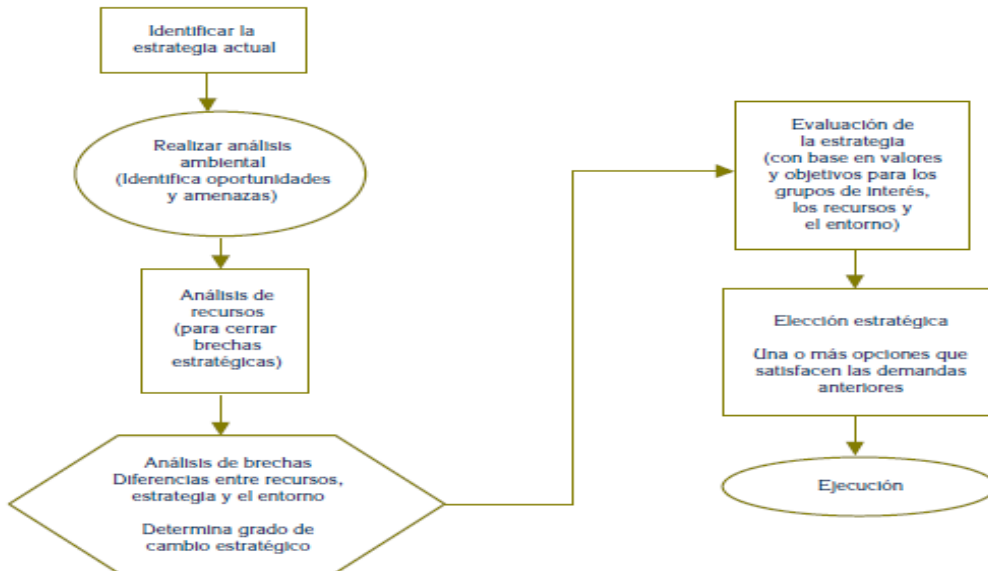 Identificar la
estrategia actual
Realizar análisis
ambiental
(Identifica oportunidades
y amenazas)
Análisis de
recursos
(para cerrar
brechas
estratégicas)
Análisis de brechas
Diferencias entre recursos,
estrategia y el entorno
Determina grado de
cambio estratégico
Evaluación de
la estrategia
(con base en valores
y objetivos para los
grupos de interés,
los recursos y
el entorno)
Elección estratégica
Una o más opciones que
satisfacen las demandas
anteriores
Ejecución